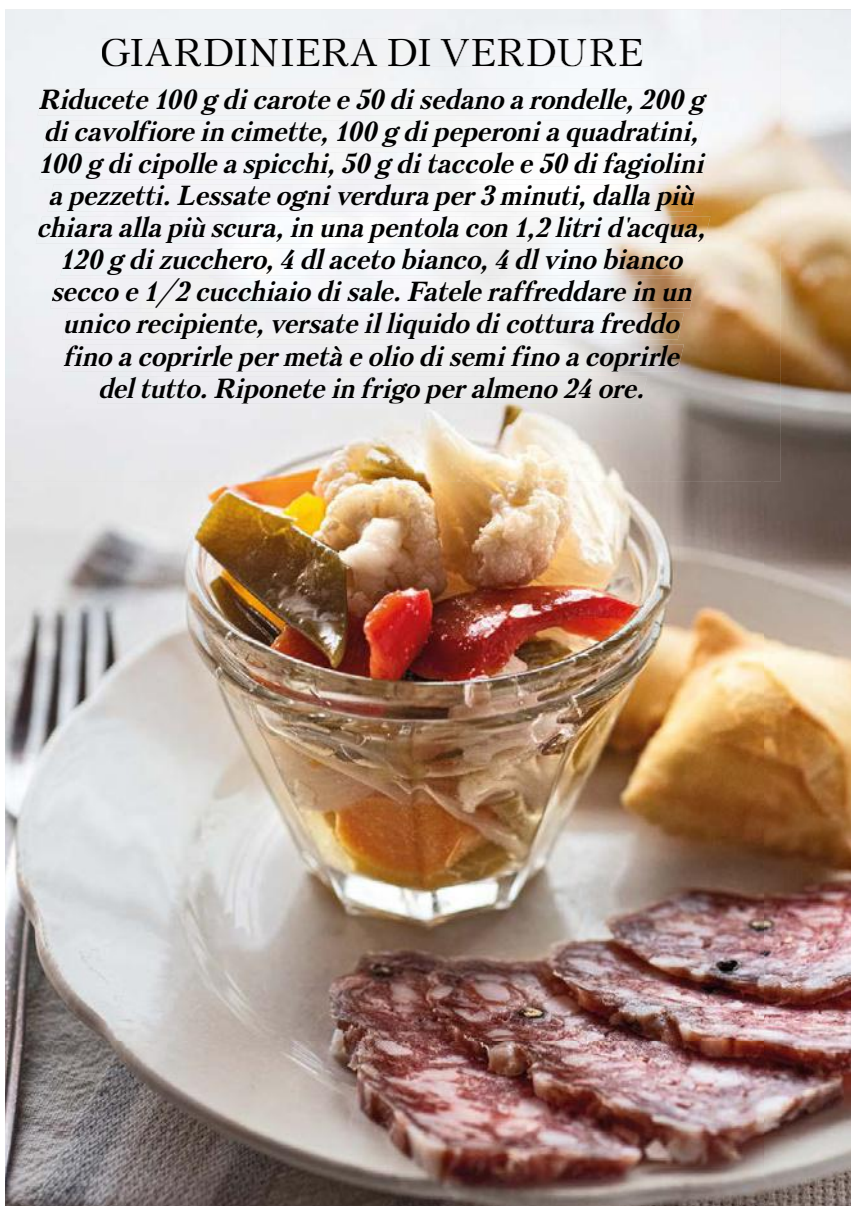 GIARDINIERA DI VERDURE
Riducete 100 g di carote e 50 di sedano a rondelle, 200 g
di cavolfiore in cimette, 100 g di peperoni a quadratini,
100 g di cipolle a spicchi, 50 g di taccole e 50 di fagiolini
a pezzetti. Lessate ogni verdura per 3 minuti, dalla più
chiara alla più scura, in una pentola con 1,2 litri d'acqua,
120 g di zucchero, 4 dl aceto bianco, 4 dl vino bianco
secco e 1/2 cucchiaio di sale. Fatele raffreddare in un
unico recipiente, versate il liquido di cottura freddo
fino a coprirle per metà e olio di semi fino a coprirle
del tutto. Riponete in frigo per almeno 24 ore.